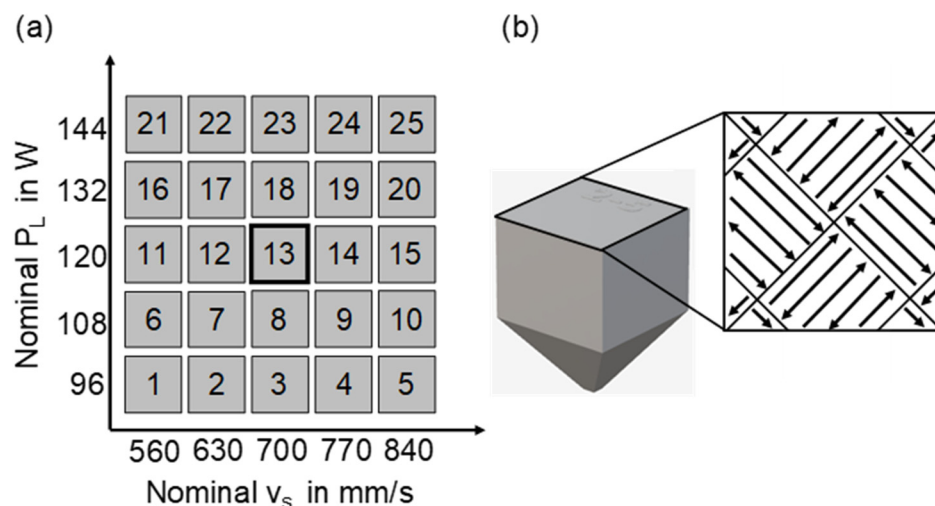 (a)
(b)
Nominal P_L in W
144 21 22 23 24 25
132 16 17 18 19 20
120 11 12 13 14 15
108 6 7 8 9 10
96 1 2 3 4 5
560 630 700 770 840
Nominal v_s in mm/s